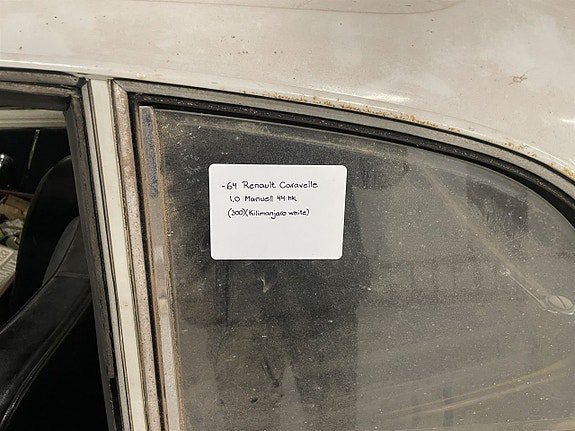 -64 Renault Caravelle
1.0 Manuell 44 hk
(300)(Kilimanjaro white)